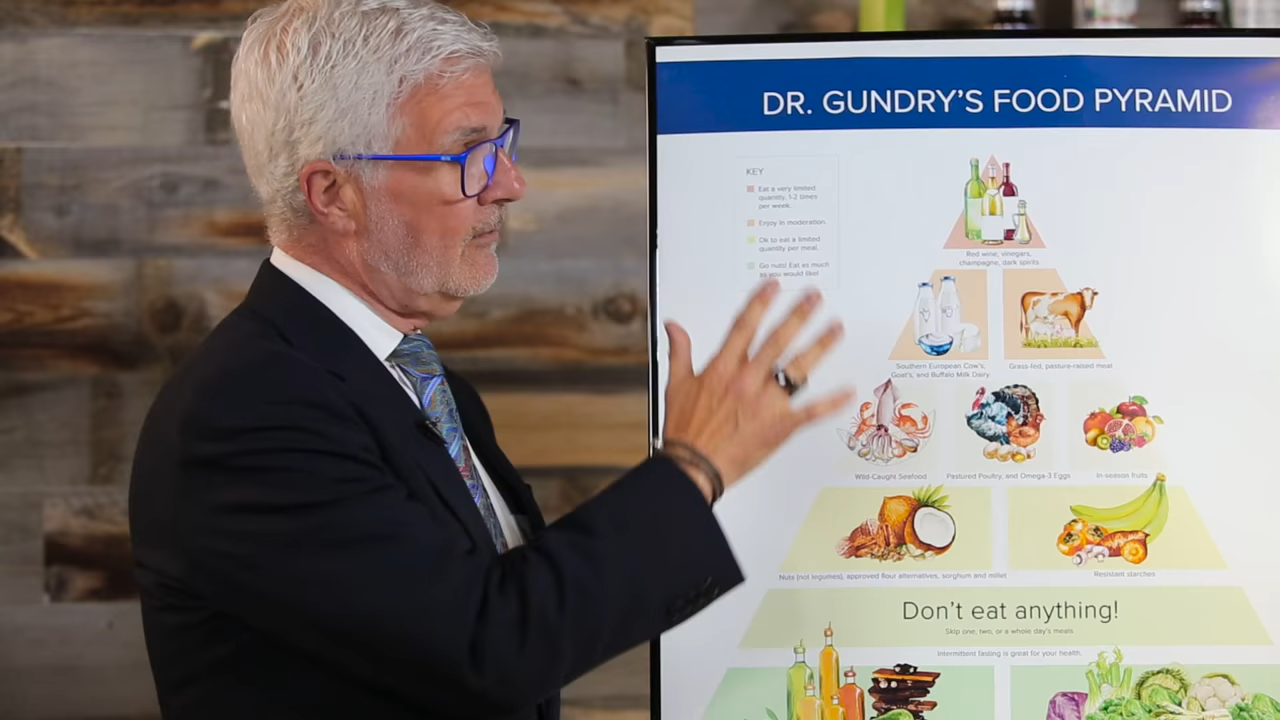 DR. GUNDRY'S FOOD PYRAMID
KEY
Eat a very limited
quantity, 1-2 times
per week.
Enjoy in moderation.
Ok to eat a limited
quantity per meal.
Go nuts! Eat as much
as you would like!
Red wine, vinegars,
champagne, dark spirits
Southern European Cow's,
Goat's, and Buffalo Milk Dairy
Grass-fed, pasture-raised meat
Wild-Caught Seafood
Pastured Poultry, and Omega-3 Eggs
In-season fruits
Nuts (not legumes), approved flour alternatives, sorghum and millet
Resistant starches
Don't eat anything!
Skip one, two, or a whole day's meals
Intermittent fasting is great for your health.